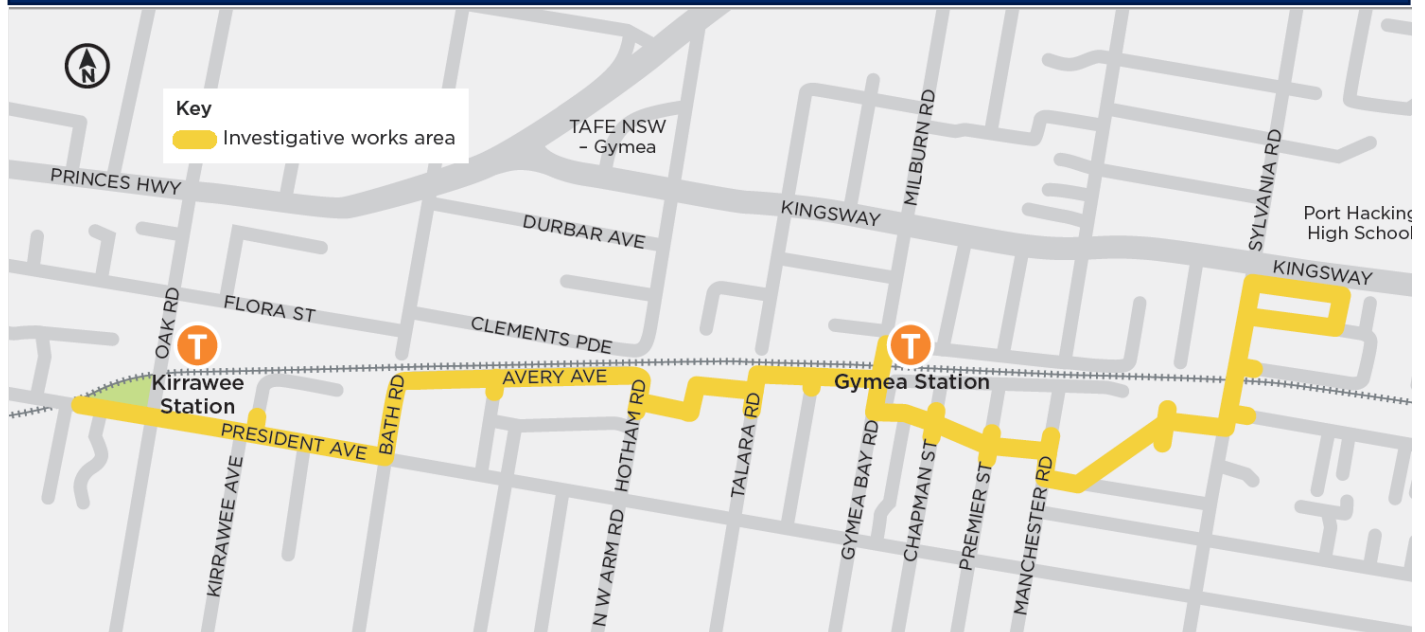 N
Key
Investigative works area
TAFE NSW
– Gymea
PRINCES HWY
MILBURN RD
KINGSWAY
SYLVANIA RD
Port Hacking
High School
DURBAR AVE
KINGSWAY
FLORA ST
OAK RD
CLEMENTS PDE
T
T
Kirrawee
Station
AVERY AVE
Gymea Station
BATH RD
HOTHAM RD
TALARA RD
PRESIDENT AVE
GYMEA BAY RD
CHAPMAN ST
PREMIER ST
MANCHESTER RD
KIRRAWEE AVE
N W ARM RD